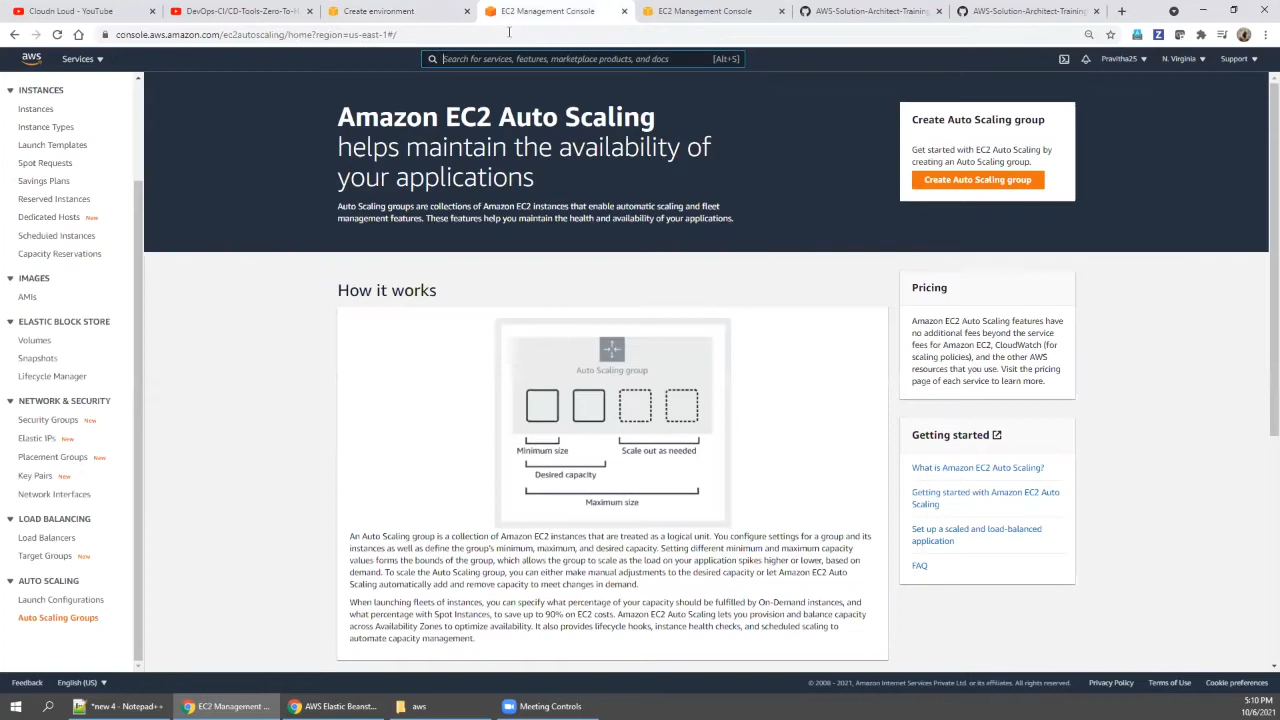 Cloudn Loud - YouTube
DevOps-CI/CD-Tools-Zero-To-H
Create environment
EC2 Management Console
EC2 Management Console
AWS-Solution-Architect-Training
AWS-Solution-Architect-Training
console.aws.amazon.com/ec2autoscaling/home?region=us-east-1#/
aws
Services
Search for services, features, marketplace products, and docs
[Alt+S]
Pravitha25
N. Virginia
Support
INSTANCES
Instances
Instance Types
Launch Templates
Spot Requests
Savings Plans
Reserved Instances
Dedicated Hosts New
Scheduled Instances
Capacity Reservations
IMAGES
AMIs
ELASTIC BLOCK STORE
Volumes
Snapshots
Lifecycle Manager
NETWORK & SECURITY
Security Groups New
Elastic IPs New
Placement Groups New
Key Pairs New
Network Interfaces
LOAD BALANCING
Load Balancers
Target Groups New
AUTO SCALING
Launch Configurations
Auto Scaling Groups
Amazon EC2 Auto Scaling
helps maintain the availability of
your applications
Auto Scaling groups are collections of Amazon EC2 instances that enable automatic scaling and fleet
management features. These features help you maintain the health and availability of your applications.
Create Auto Scaling group
Get started with EC2 Auto Scaling by
creating an Auto Scaling group.
Create Auto Scaling group
How it works
Auto Scaling group
Minimum size
Scale out as needed
Desired capacity
Maximum size
An Auto Scaling group is a collection of Amazon EC2 instances that are treated as a logical unit. You configure settings for a group and its
instances as well as define the group's minimum, maximum, and desired capacity. Setting different minimum and maximum capacity
values forms the bounds of the group, which allows the group to scale as the load on your application spikes higher or lower, based on
demand. To scale the Auto Scaling group, you can either make manual adjustments to the desired capacity or let Amazon EC2 Auto
Scaling automatically add and remove capacity to meet changes in demand.
When launching fleets of instances, you can specify what percentage of your capacity should be fulfilled by On-Demand instances, and
what percentage with Spot Instances, to save up to 90% on EC2 costs. Amazon EC2 Auto Scaling lets you provision and balance capacity
across Availability Zones to optimize availability. It also provides lifecycle hooks, instance health checks, and scheduled scaling to
automate capacity management.
Pricing
Amazon EC2 Auto Scaling features have
no additional fees beyond the service
fees for Amazon EC2, CloudWatch (for
scaling policies), and the other AWS
resources that you use. Visit the pricing
page of each service to learn more.
Getting started
What is Amazon EC2 Auto Scaling?
Getting started with Amazon EC2 Auto
Scaling
Set up a scaled and load-balanced
application
FAQ
Feedback
English (US)
© 2008 - 2021, Amazon Internet Services Private Ltd. or its affiliates. All rights reserved.
Privacy Policy
Terms of Use
Cookie preferences
*new 4 - Notepad++
EC2 Management ...
AWS Elastic Beanst...
aws
Meeting Controls
5:10 PM
10/6/2021